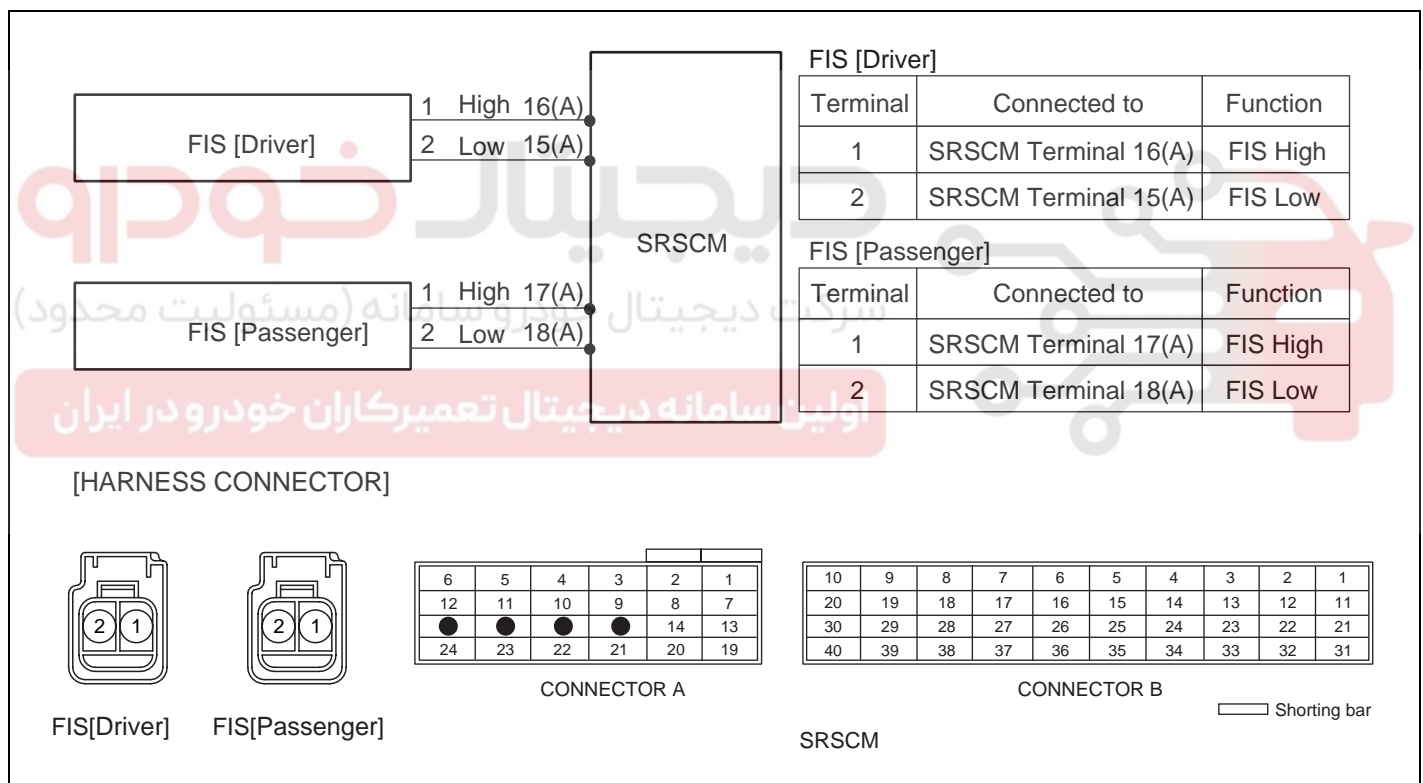 FIS [Driver]
1 High 16(A)
2 Low 15(A)
FIS [Passenger]
1 High 17(A)
2 Low 18(A)
SRSCM
FIS [Driver]
Terminal Connected to Function
1 SRSCM Terminal 16(A) FIS High
2 SRSCM Terminal 15(A) FIS Low
FIS [Passenger]
Terminal Connected to Function
1 SRSCM Terminal 17(A) FIS High
2 SRSCM Terminal 18(A) FIS Low
دیجیتال خودرو
شرکت دیجیتال خودرو سامانه (مسئولیت محدود)
اولین سامانه دیجیتال تعمیرکاران خودرو در ایران
[HARNESS CONNECTOR]
2 1
FIS[Driver]
2 1
FIS[Passenger]
6 5 4 3 2 1
12 11 10 9 8 7
14 13
24 23 22 21 20 19
CONNECTOR A
10 9 8 7 6 5 4 3 2 1
20 19 18 17 16 15 14 13 12 11
30 29 28 27 26 25 24 23 22 21
40 39 38 37 36 35 34 33 32 31
CONNECTOR B
Shorting bar
SRSCM